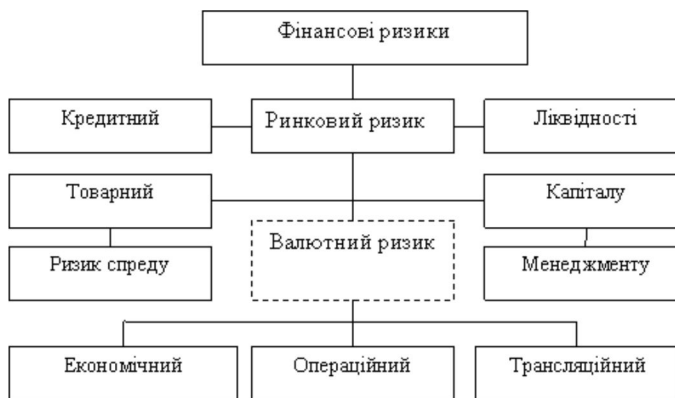 Фінансові ризики
Кредитний
Ринковий ризик
Ліквідності
Товарний
Капіталу
Валютний ризик
Ризик спреду
Менеджменту
Економічний
Операційний
Трансляційний